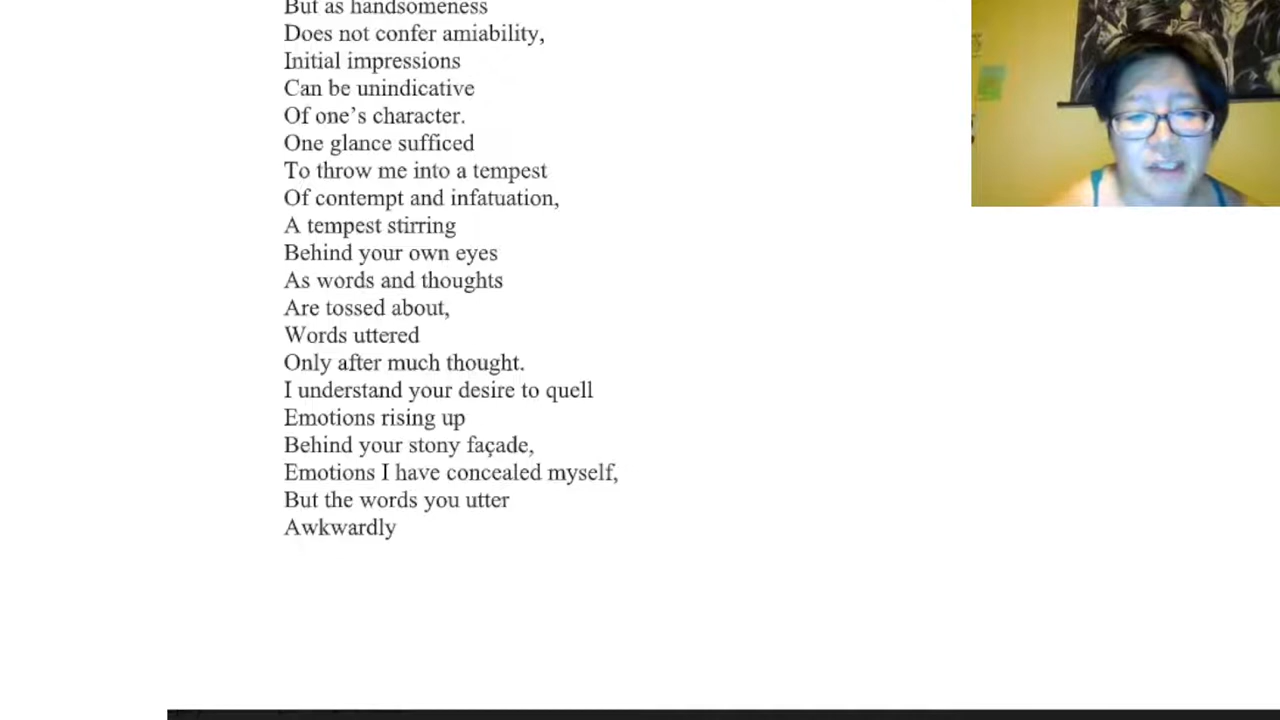 But as handsomeness
Does not confer amiability,
Initial impressions
Can be unindicative
Of one’s character.
One glance sufficed
To throw me into a tempest
Of contempt and infatuation,
A tempest stirring
Behind your own eyes
As words and thoughts
Are tossed about,
Words uttered
Only after much thought.
I understand your desire to quell
Emotions rising up
Behind your stony façade,
Emotions I have concealed myself,
But the words you utter
Awkwardly